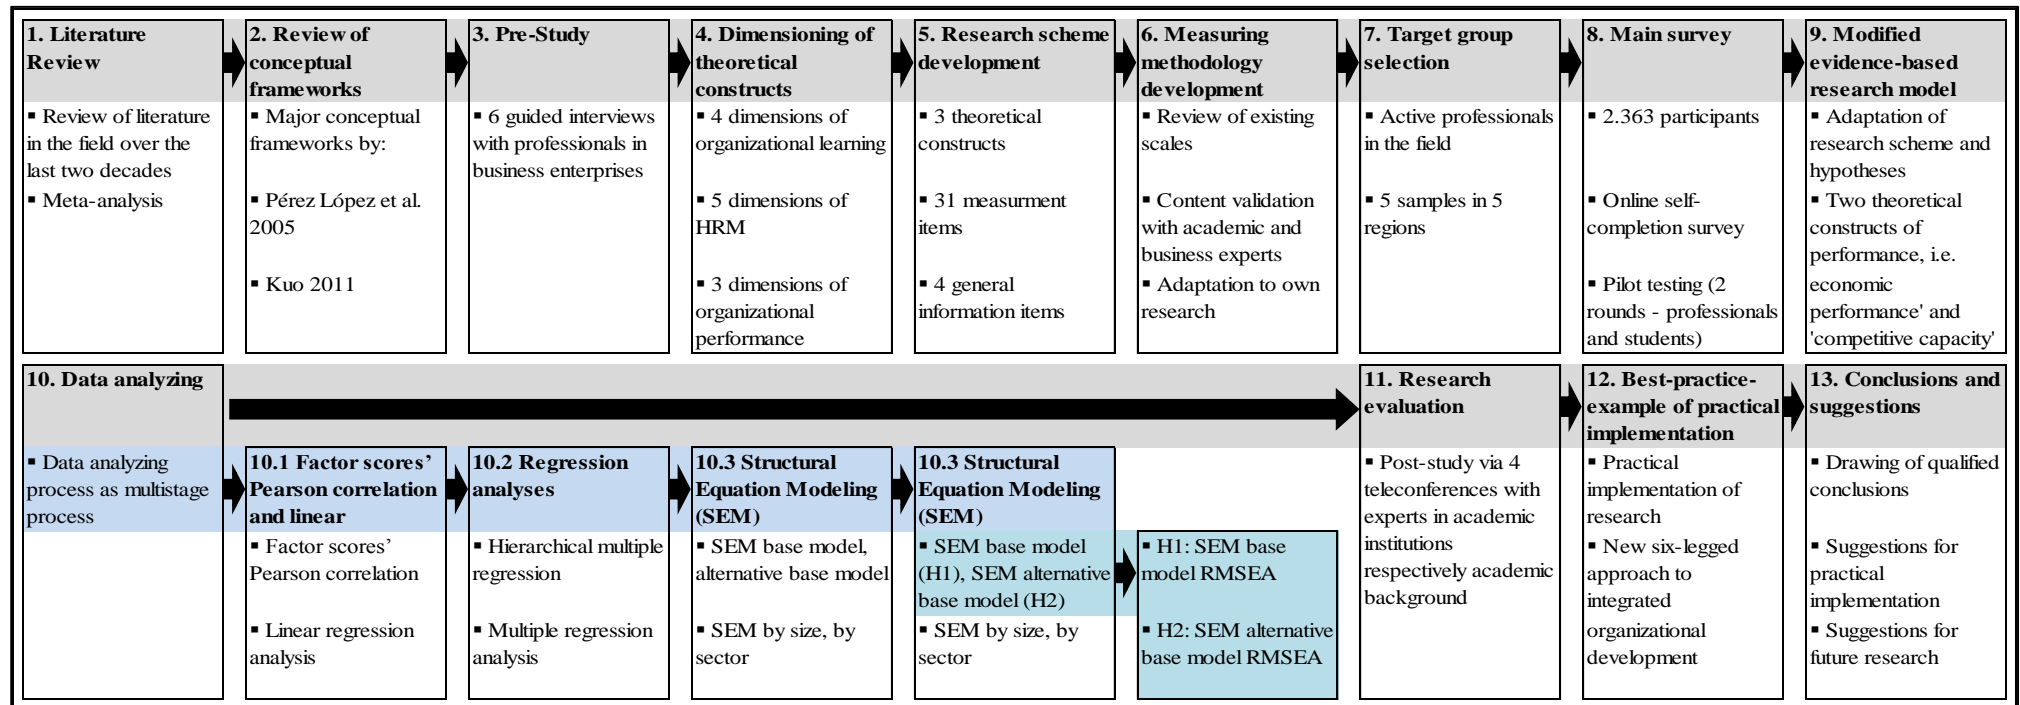 1. Literature
Review
▪ Review of literature
in the field over the
last two decades
▪ Meta-analysis
2. Review of
conceptual
frameworks
▪ Major conceptual
frameworks by:
▪ Pérez López et al.
2005
▪ Kuo 2011
3. Pre-Study
▪ 6 guided interviews
with professionals in
business enterprises
4. Dimensioning of
theoretical
constructs
▪ 4 dimensions of
organizational learning
▪ 5 dimensions of
HRM
▪ 3 dimensions of
organizational
performance
5. Research scheme
development
▪ 3 theoretical
constructs
▪ 31 measurment
items
▪ 4 general
information items
6. Measuring
methodology
development
▪ Review of existing
scales
▪ Content validation
with academic and
business experts
▪ Adaptation to own
research
7. Target group
selection
▪ Active professionals
in the field
▪ 5 samples in 5
regions
8. Main survey
▪ 2.363 participants
▪ Online self-
completion survey
▪ Pilot testing (2
rounds - professionals
and students)
9. Modified
evidence-based
research model
▪ Adaptation of
research scheme and
hypotheses
▪ Two theoretical
constructs of
performance, i.e.
economic
performance' and
'competitive capacity'
10. Data analyzing
▪ Data analyzing
process as multistage
process
10.1 Factor scores’
Pearson correlation
and linear
▪ Factor scores’
Pearson correlation
▪ Linear regression
analysis
10.2 Regression
analyses
▪ Hierarchical multiple
regression
▪ Multiple regression
analysis
10.3 Structural
Equation Modeling
(SEM)
▪ SEM base model,
alternative base model
▪ SEM by size, by
sector
10.3 Structural
Equation Modeling
(SEM)
▪ SEM base model
(H1), SEM alternative
base model (H2)
▪ SEM by size, by
sector
▪ H1: SEM base
model RMSEA
▪ H2: SEM alternative
base model RMSEA
11. Research
evaluation
▪ Post-study via 4
teleconferences with
experts in academic
institutions
respectively academic
background
12. Best-practice-
example of practical
implementation
▪ Practical
implementation of
research
▪ New six-legged
approach to
integrated
organizational
development
13. Conclusions and
suggestions
▪ Drawing of qualified
conclusions
▪ Suggestions for
practical
implementation
▪ Suggestions for
future research